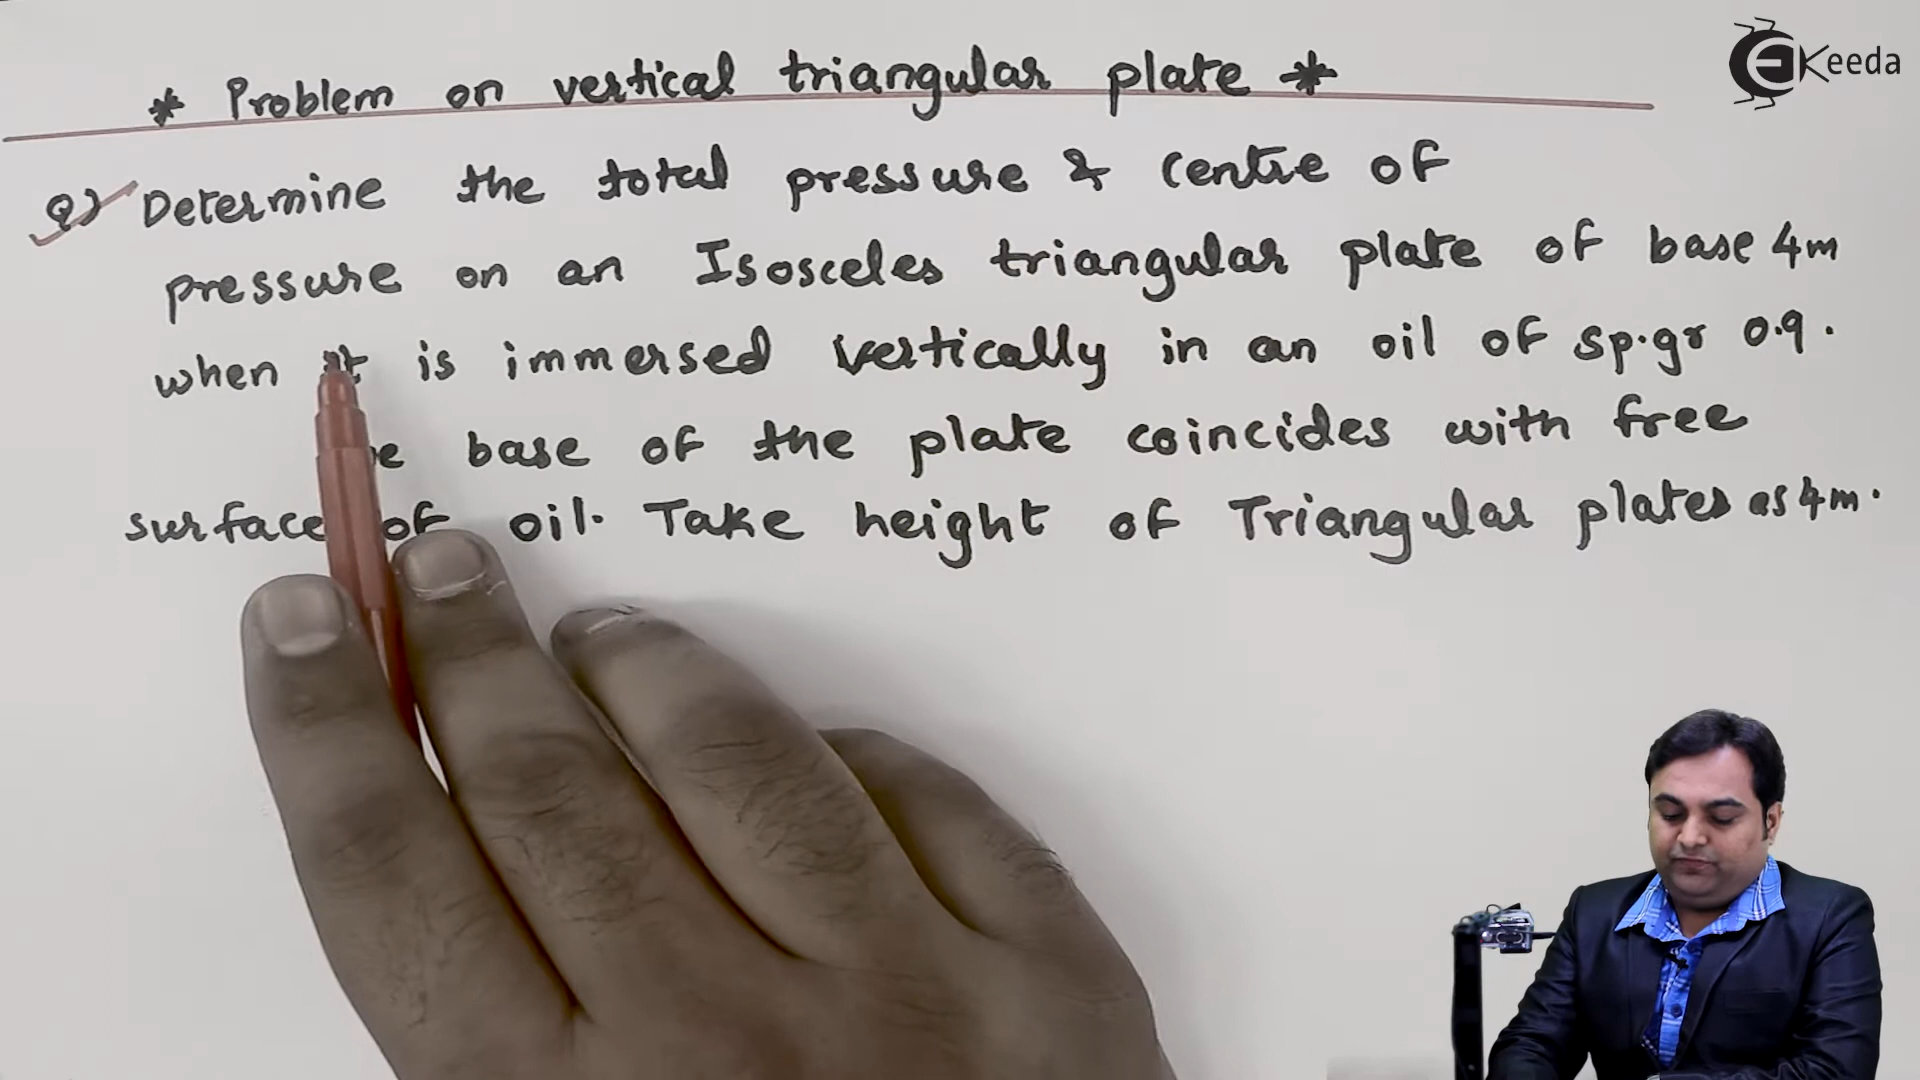 * Problem on vertical triangular plate *
EKeeda
Q) Determine the total pressure & centre of
pressure on an Isosceles triangular plate of base 4m
when it is immersed vertically in an oil of sp.gr 0.9.
base of the plate coincides with free
surface of oil. Take height of Triangular plates as 4m.